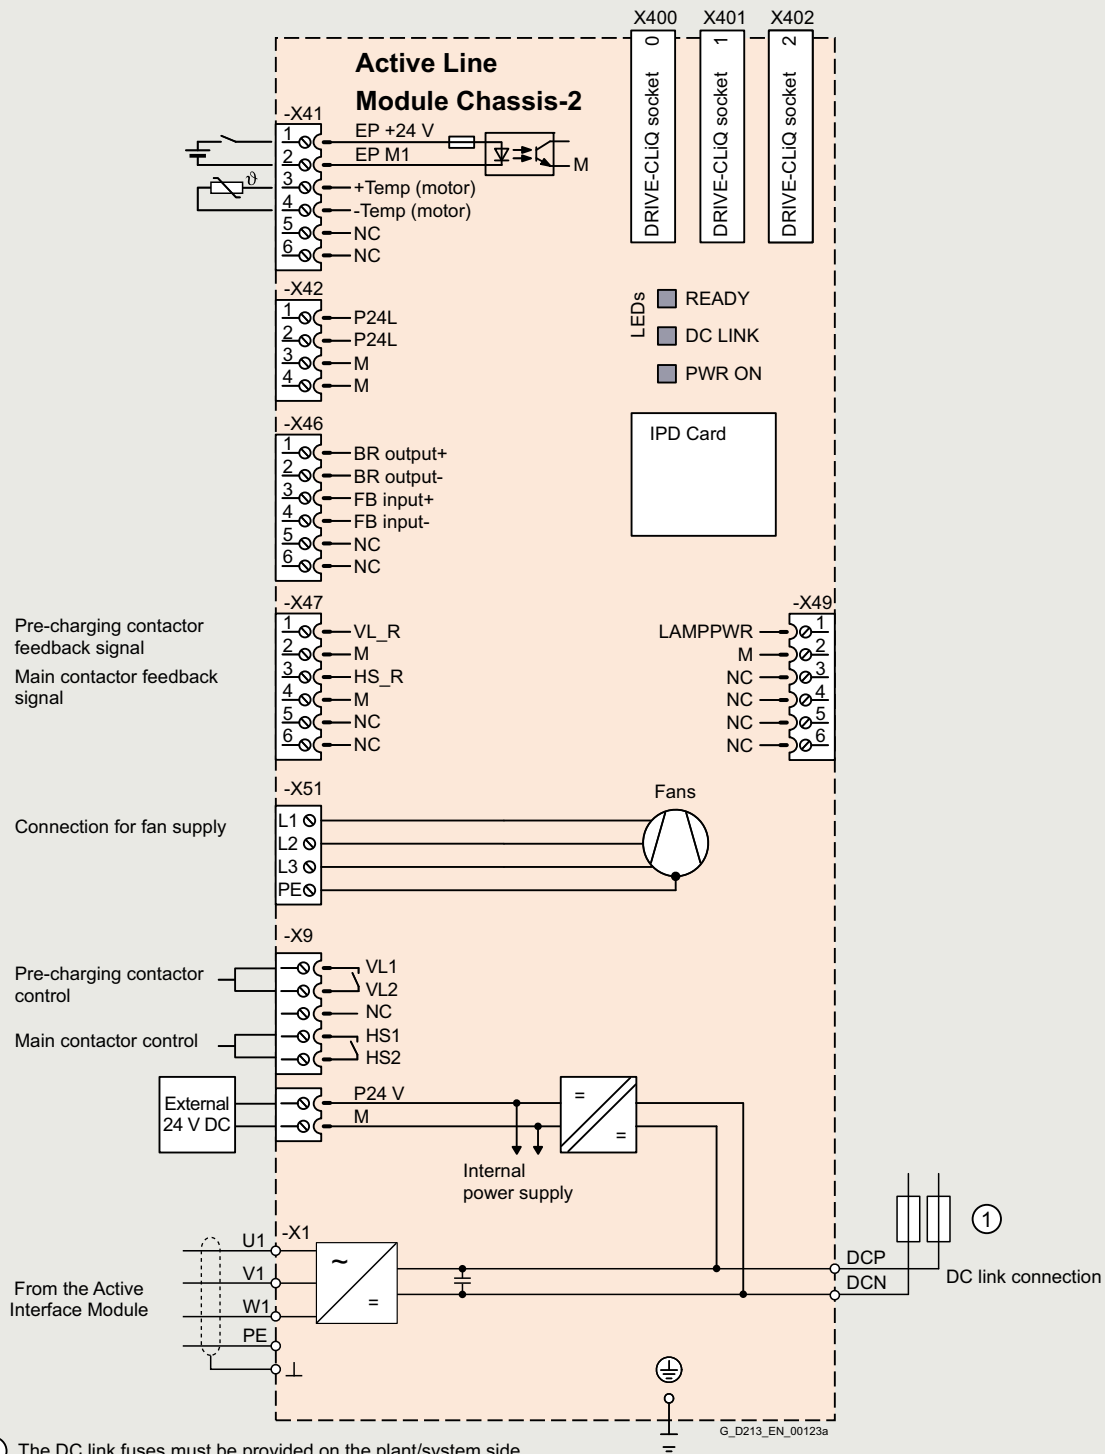 X400 X401 X402
0 DRIVE-CLiQ socket
1 DRIVE-CLiQ socket
2 DRIVE-CLiQ socket
Active Line
Module Chassis-2
-X41
1 EP +24 V
2 EP M1
M
3 +Temp (motor)
ϑ
4 -Temp (motor)
5 NC
6 NC
LEDs
READY
DC LINK
PWR ON
-X42
1 P24L
2 P24L
3 M
4 M
IPD Card
-X46
1 BR output+
2 BR output-
3 FB input+
4 FB input-
5 NC
6 NC
Pre-charging contactor
feedback signal
Main contactor feedback
signal
-X47
1 VL_R
2 M
3 HS_R
4 M
5 NC
6 NC
-X49
LAMPPWR 1
M 2
NC 3
NC 4
NC 5
NC 6
-X51
Connection for fan supply
L1
L2
L3
PE
Fans
-X9
Pre-charging contactor
control
VL1
VL2
NC
Main contactor control
HS1
HS2
External
24 V DC
P24 V
M
=
=
Internal
power supply
From the Active
Interface Module
-X1
U1
V1
W1
PE
~
=
DCP
DCN
1
DC link connection
G_D213_EN_00123a
The DC link fuses must be provided on the plant/system side